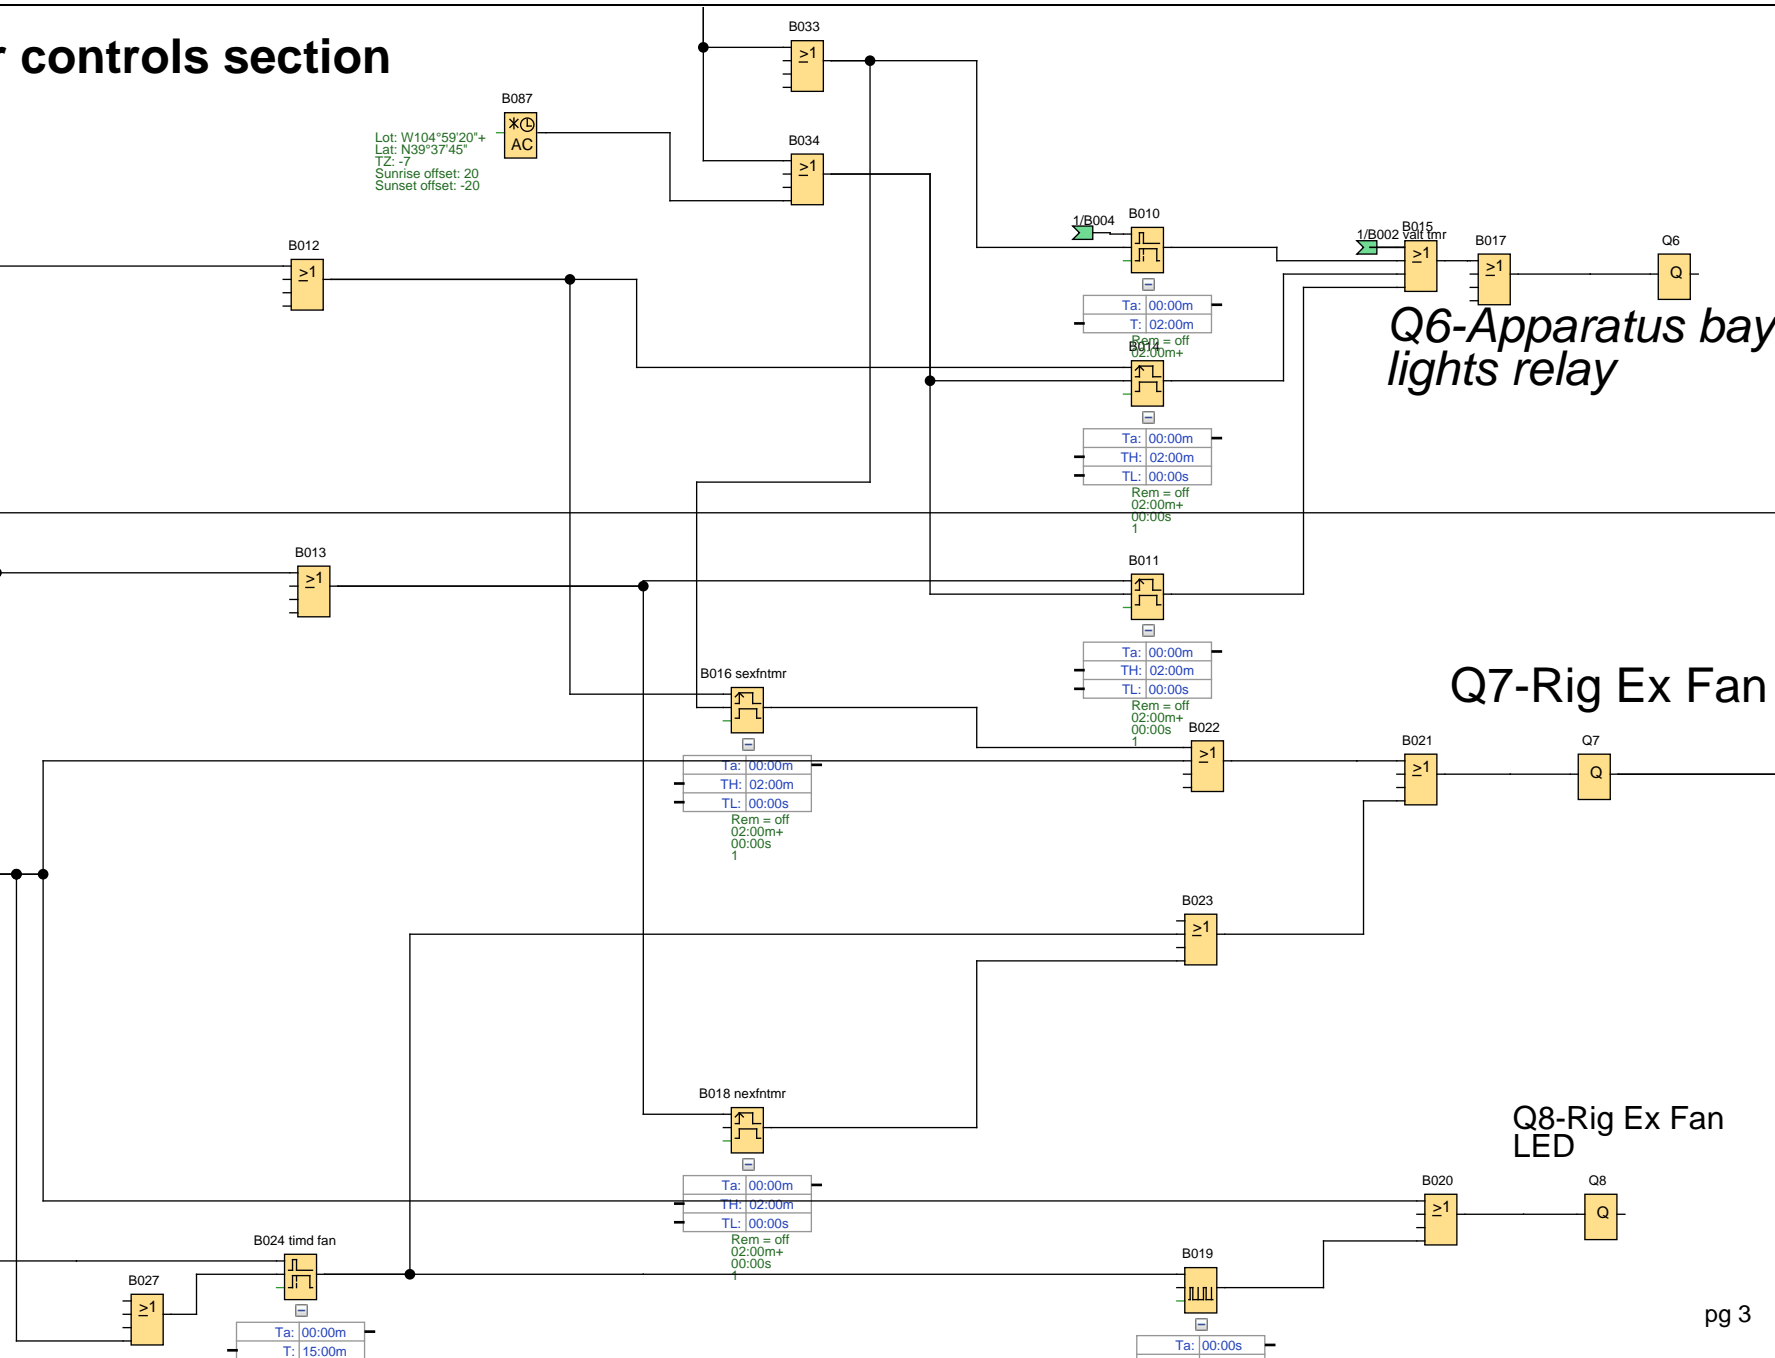 r controls section
B033
≥1
B087
AC
Lot: W104°59'20"+
Lat: N39°37'45"
TZ: -7
Sunrise offset: 20
Sunset offset: -20
B034
≥1
B012
≥1
1/B004
B010
1/B002 valt tmr
B015
≥1
B017
≥1
Q6
Q
Ta: 00:00m
T: 02:00m
Rem = off
02:00m+
Q6-Apparatus bay
lights relay
B014
Ta: 00:00m
TH: 02:00m
TL: 00:00s
Rem = off
02:00m+
00:00s
1
B013
≥1
B011
Ta: 00:00m
TH: 02:00m
TL: 00:00s
Rem = off
02:00m+
00:00s
1
B016 sexfntmr
Ta: 00:00m
TH: 02:00m
TL: 00:00s
Rem = off
02:00m+
00:00s
1
Q7-Rig Ex Fan
B022
≥1
B021
≥1
Q7
Q
B023
≥1
B018 nexfntmr
Ta: 00:00m
TH: 02:00m
TL: 00:00s
Rem = off
02:00m+
00:00s
1
Q8-Rig Ex Fan
LED
B020
≥1
Q8
Q
B024 timd fan
B027
≥1
Ta: 00:00m
T: 15:00m
B019
Ta: 00:00s
pg 3